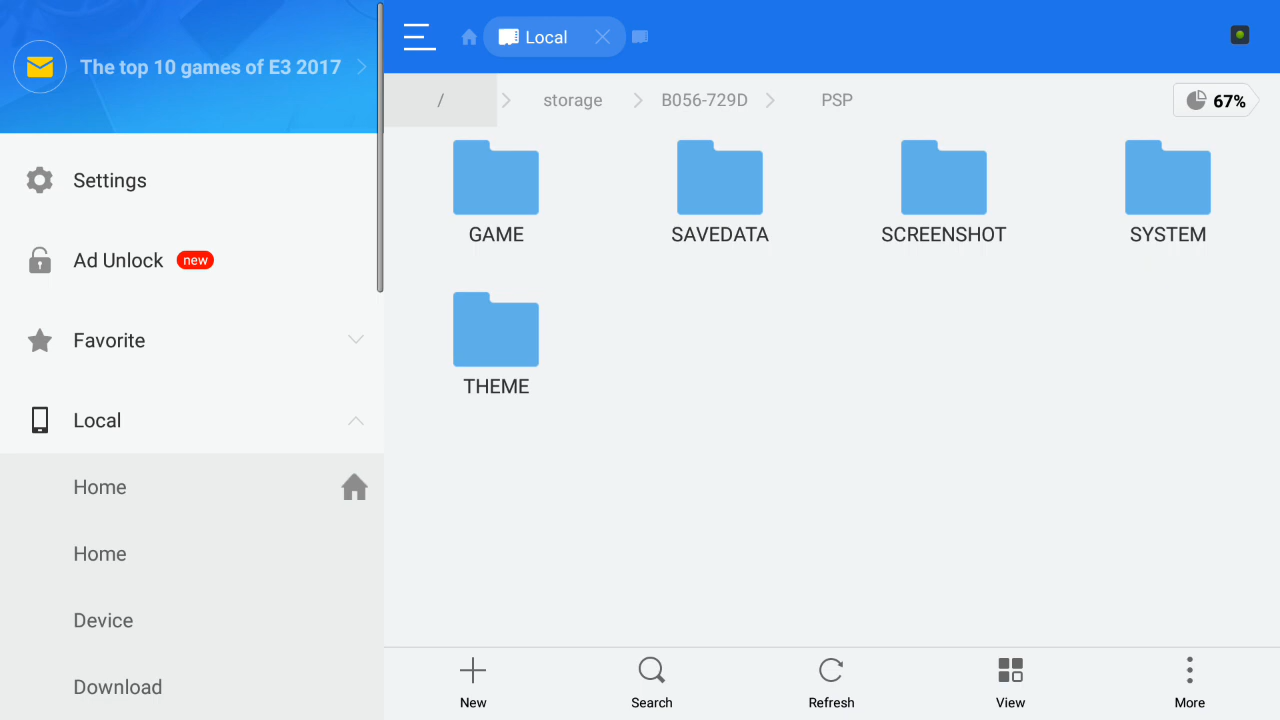 The top 10 games of E3 2017
Settings
Ad Unlock new
Favorite
Local
Home
Home
Device
Download
Local
/ storage B056-729D PSP 67%
GAME SAVEDATA SCREENSHOT SYSTEM
THEME
New Search Refresh View More